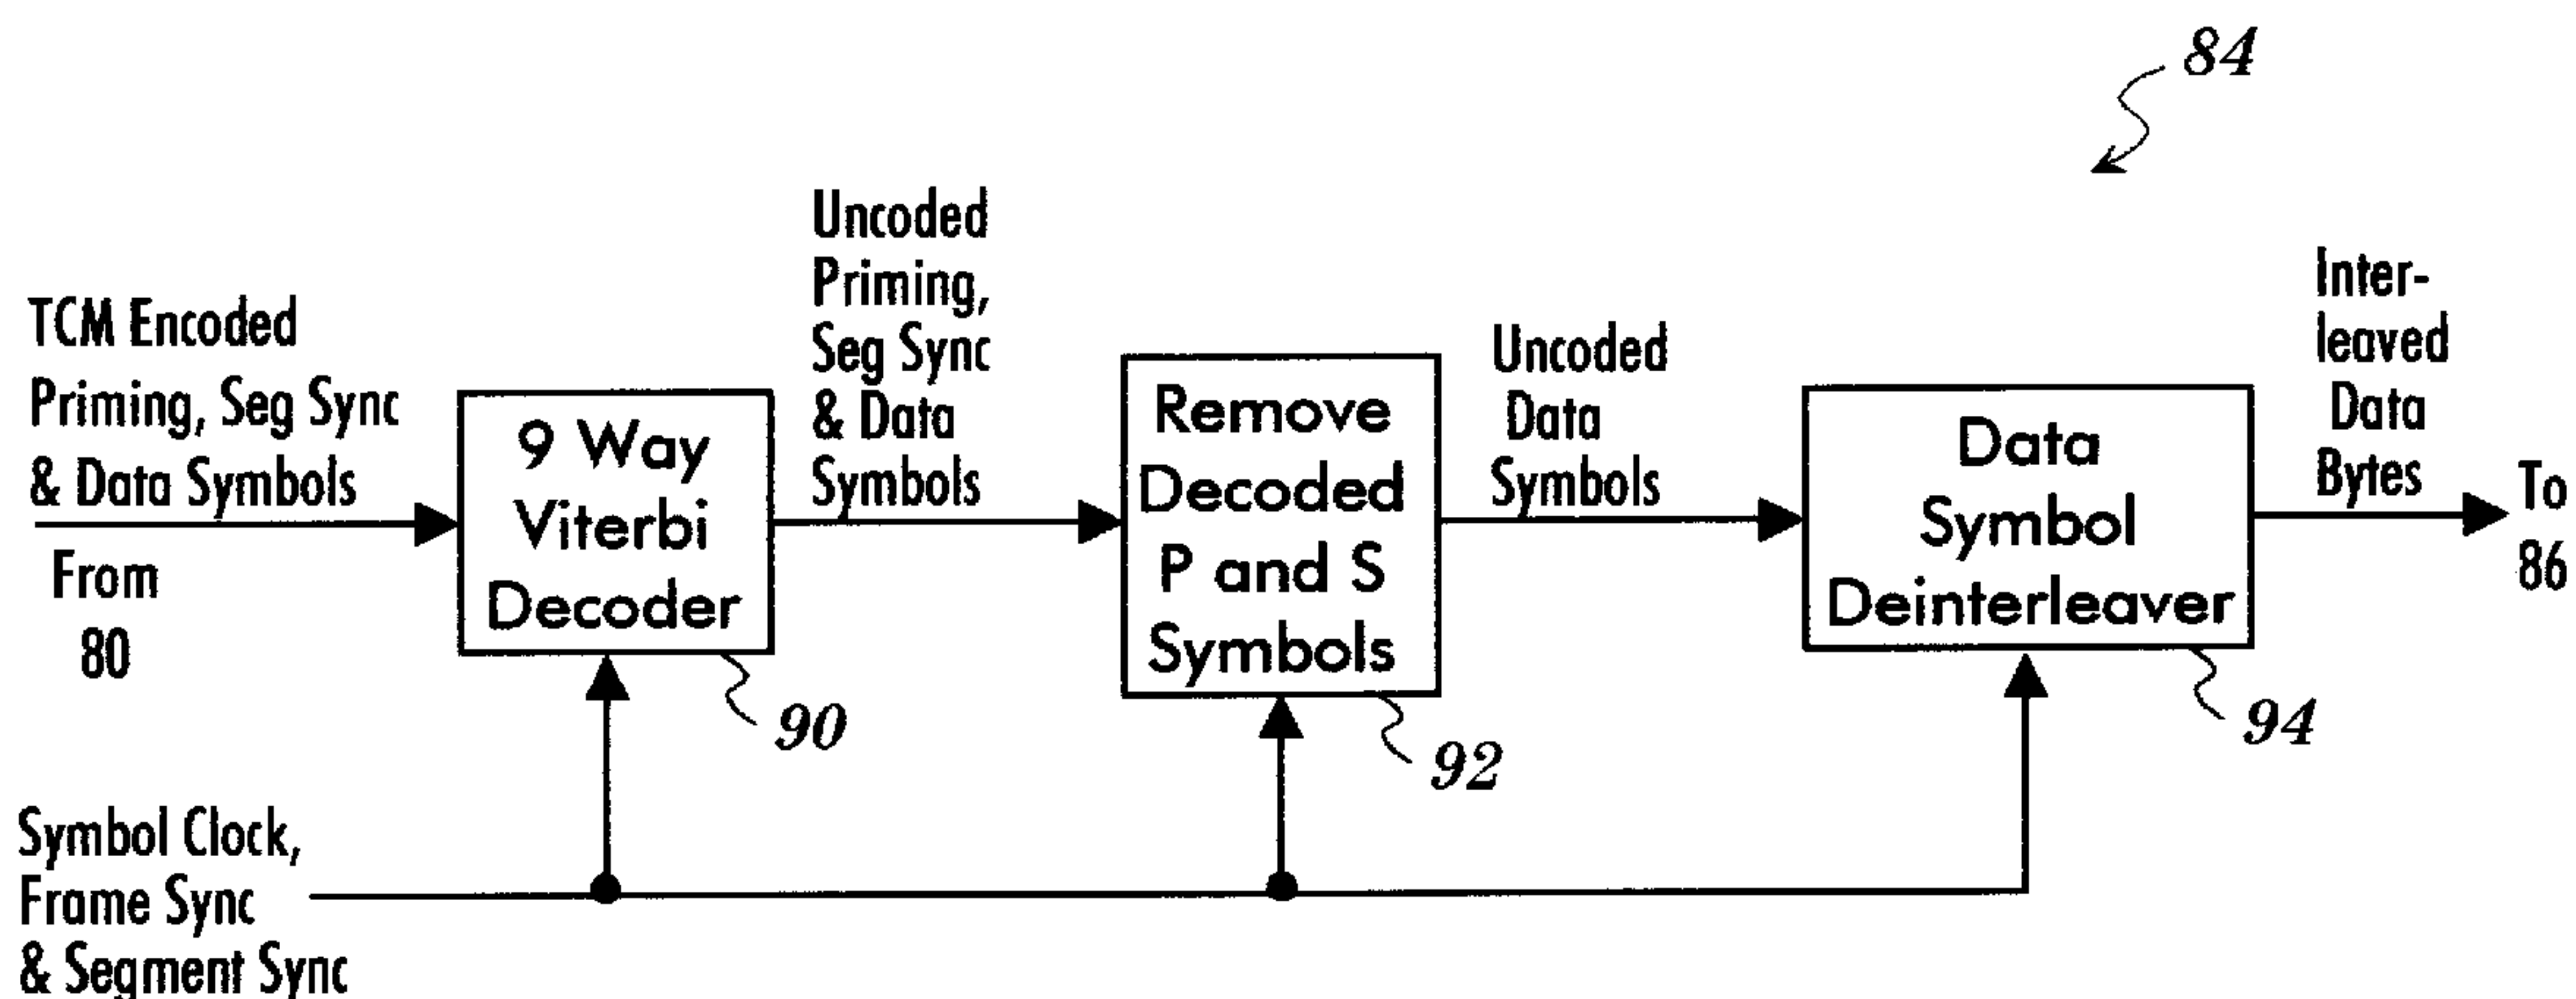 84
TCM Encoded
Priming, Seg Sync
& Data Symbols
From
80
9 Way
Viterbi
Decoder
90
Uncoded
Priming,
Seg Sync
& Data
Symbols
Remove
Decoded
P and S
Symbols
92
Uncoded
Data
Symbols
Data
Symbol
Deinterleaver
94
Inter-
leaved
Data
Bytes
To
86
Symbol Clock,
Frame Sync
& Segment Sync